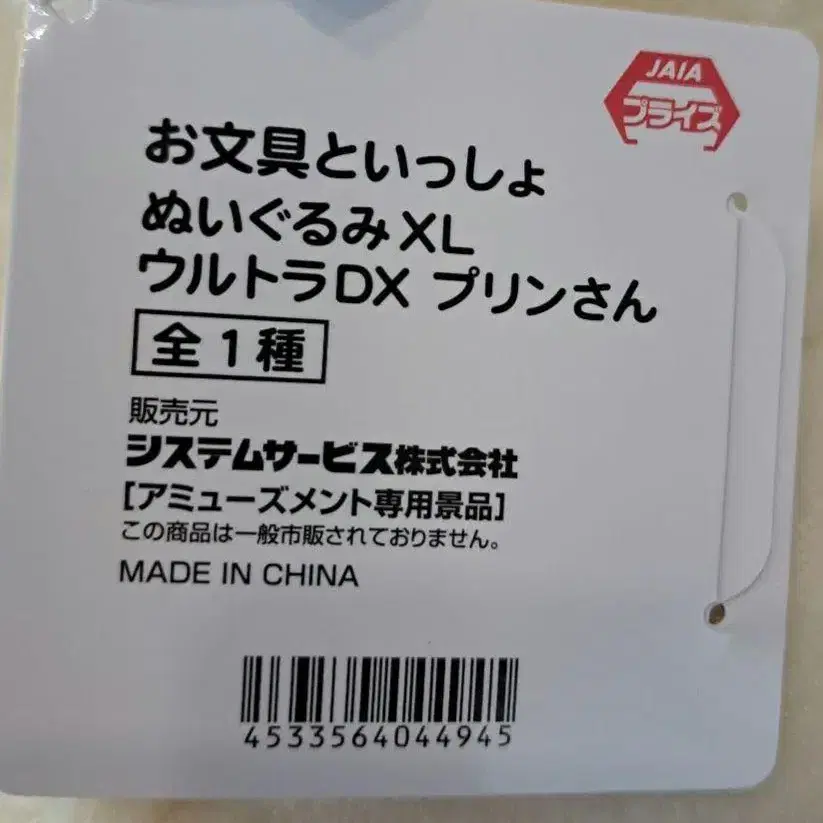 JAIA
プライズ
お文具といっしょ
ぬいぐるみXL
ウルトラDX プリンさん
全1種
販売元
システムサービス株式会社
[アミューズメント専用景品]
この商品は一般市販されておりません。
MADE IN CHINA
4533564044945